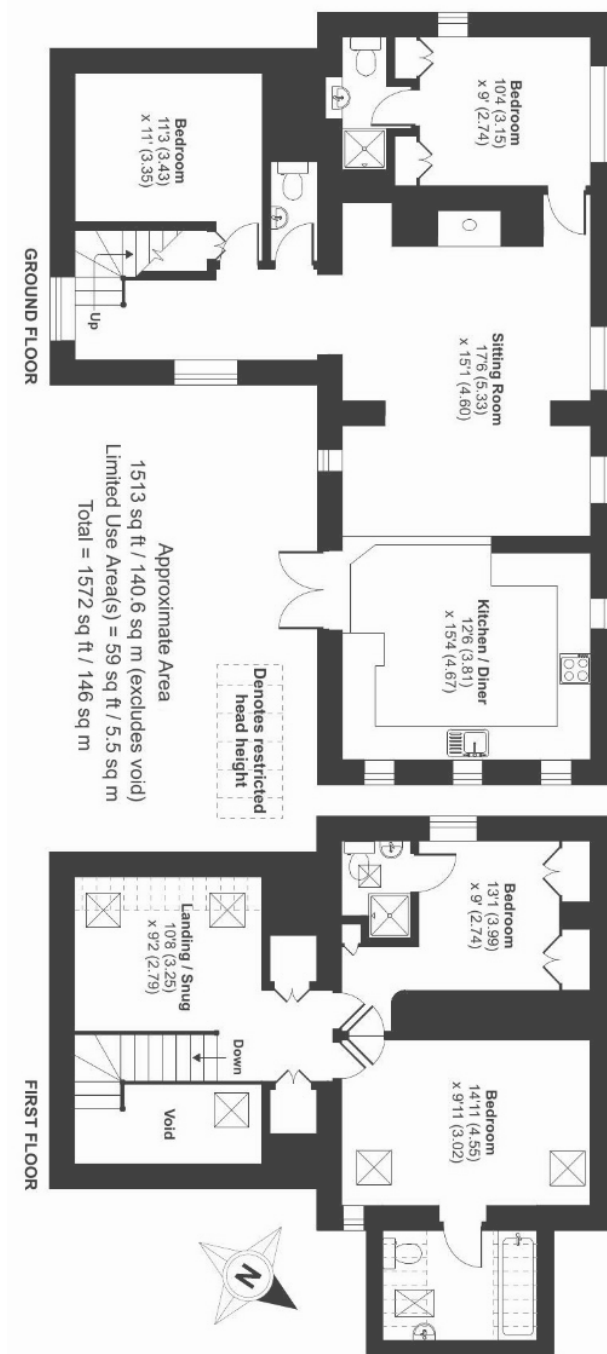 Bedroom
10'4 (3.15)
x 9' (2.74)
Bedroom
11'3 (3.43)
x 11' (3.35)
Up
Sitting Room
17'6 (5.33)
x 15'1 (4.60)
Kitchen / Diner
12'6 (3.81)
x 15'4 (4.67)
GROUND FLOOR
Approximate Area
1513 sq ft / 140.6 sq m (excludes void)
Limited Use Area(s) = 59 sq ft / 5.5 sq m
Total = 1572 sq ft / 146 sq m
Denotes restricted
head height
Bedroom
13'1 (3.99)
x 9' (2.74)
Landing / Snug
10'8 (3.25)
x 9'2 (2.79)
Down
Void
Bedroom
14'11 (4.55)
x 9'11 (3.02)
FIRST FLOOR
N